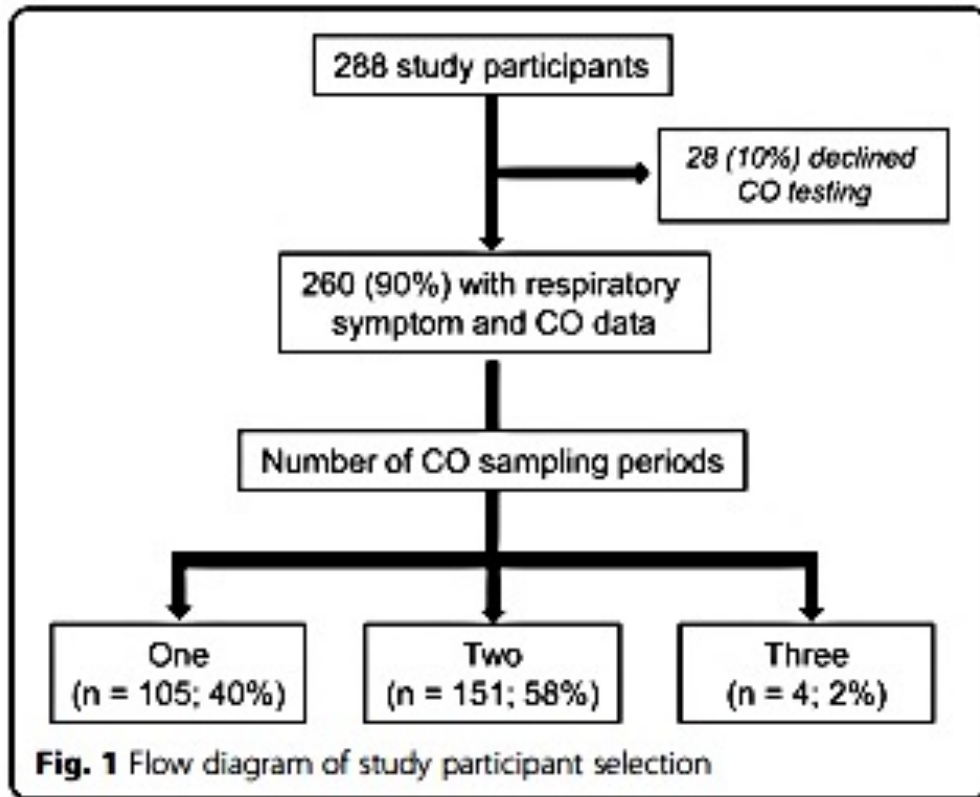 288 study participants
28 (10%) declined
CO testing
260 (90%) with respiratory
symptom and CO data
Number of CO sampling periods
One
(n = 105; 40%)
Two
(n = 151; 58%)
Three
(n = 4; 2%)
Fig. 1 Flow diagram of study participant selection